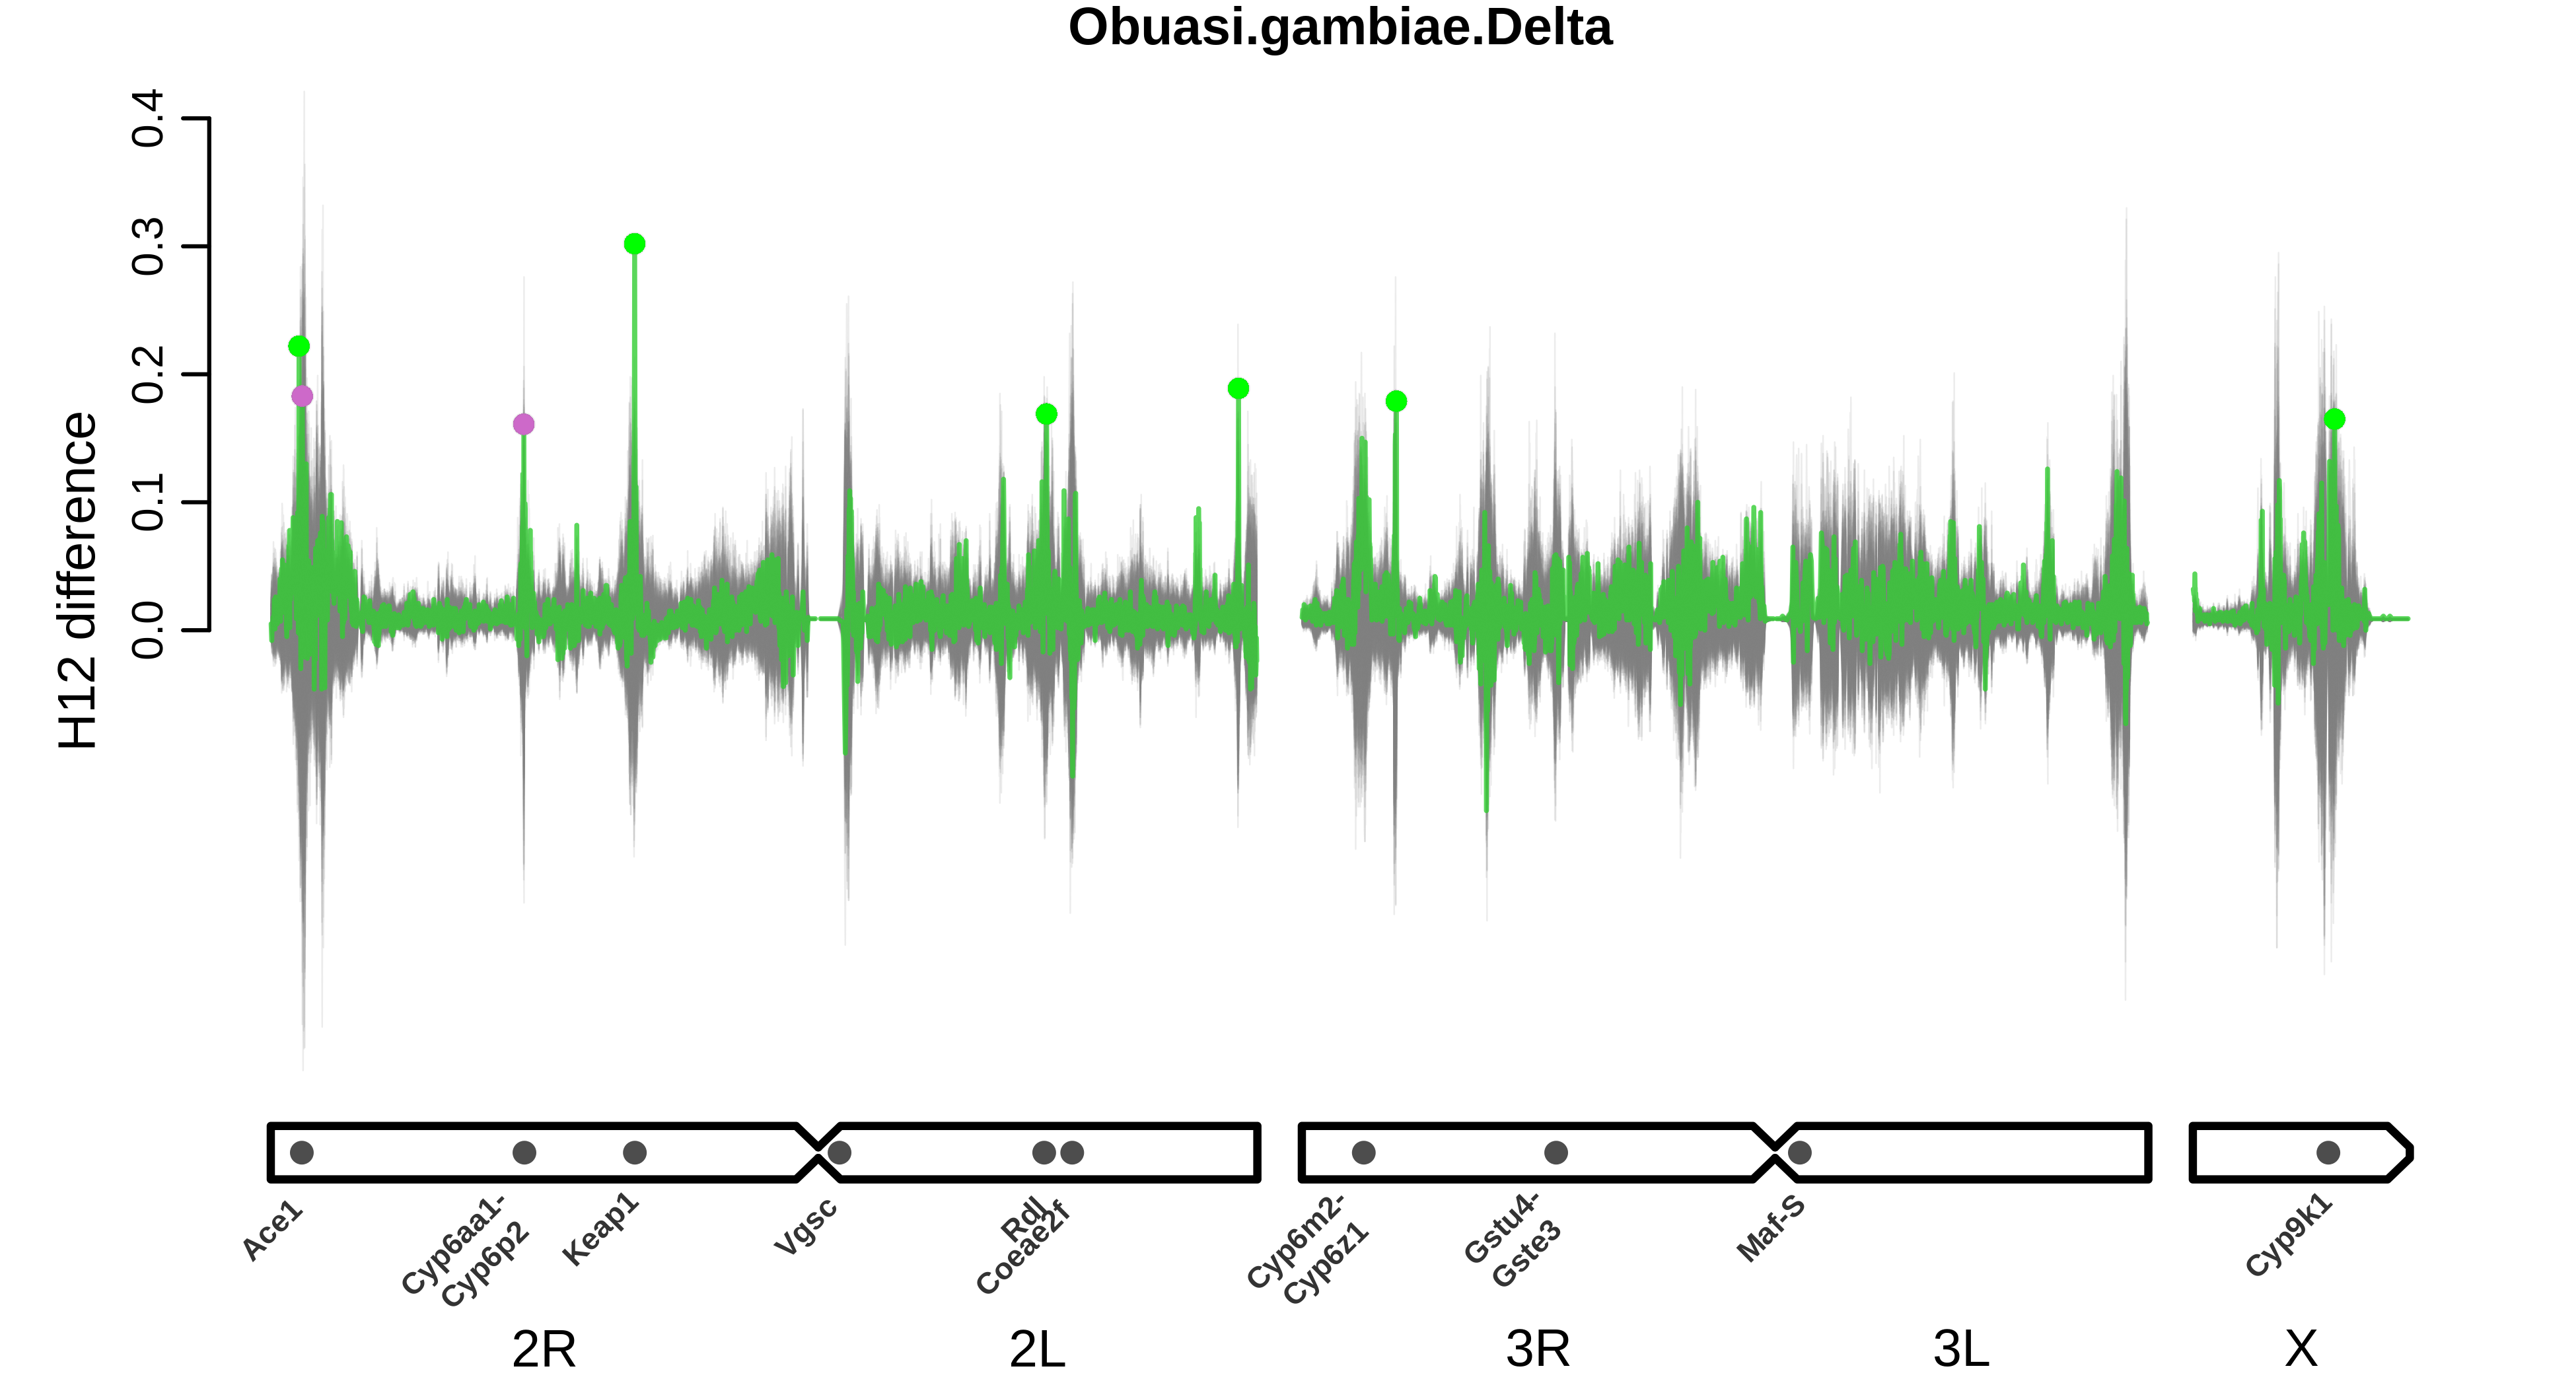 Obuasi.gambiae.Delta
H12 difference
0.4
0.3
0.2
0.1
0.0
Ace1
Cyp6aa1-
Cyp6p2
Keap1
Vgsc
Rdl
Coeae2f
Cyp6m2-
Cyp6z1
Gstu4-
Gste3
Maf-S
Cyp9k1
2R
2L
3R
3L
X